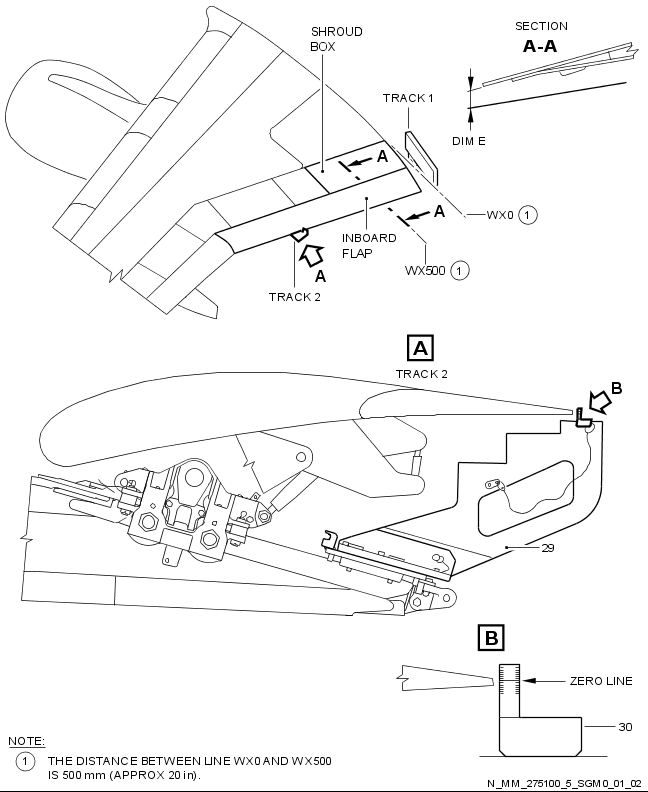 SHROUD
BOX
SECTION
A-A
TRACK 1
DIM E
A
A
WX0 1
INBOARD
FLAP
WX500 1
A
TRACK 2
A
TRACK 2
B
29
B
ZERO LINE
30
NOTE:
1 THE DISTANCE BETWEEN LINE WX0 AND WX500
IS 500 mm (APPROX 20 in).
N_MM_275100_5_SGM0_01_02